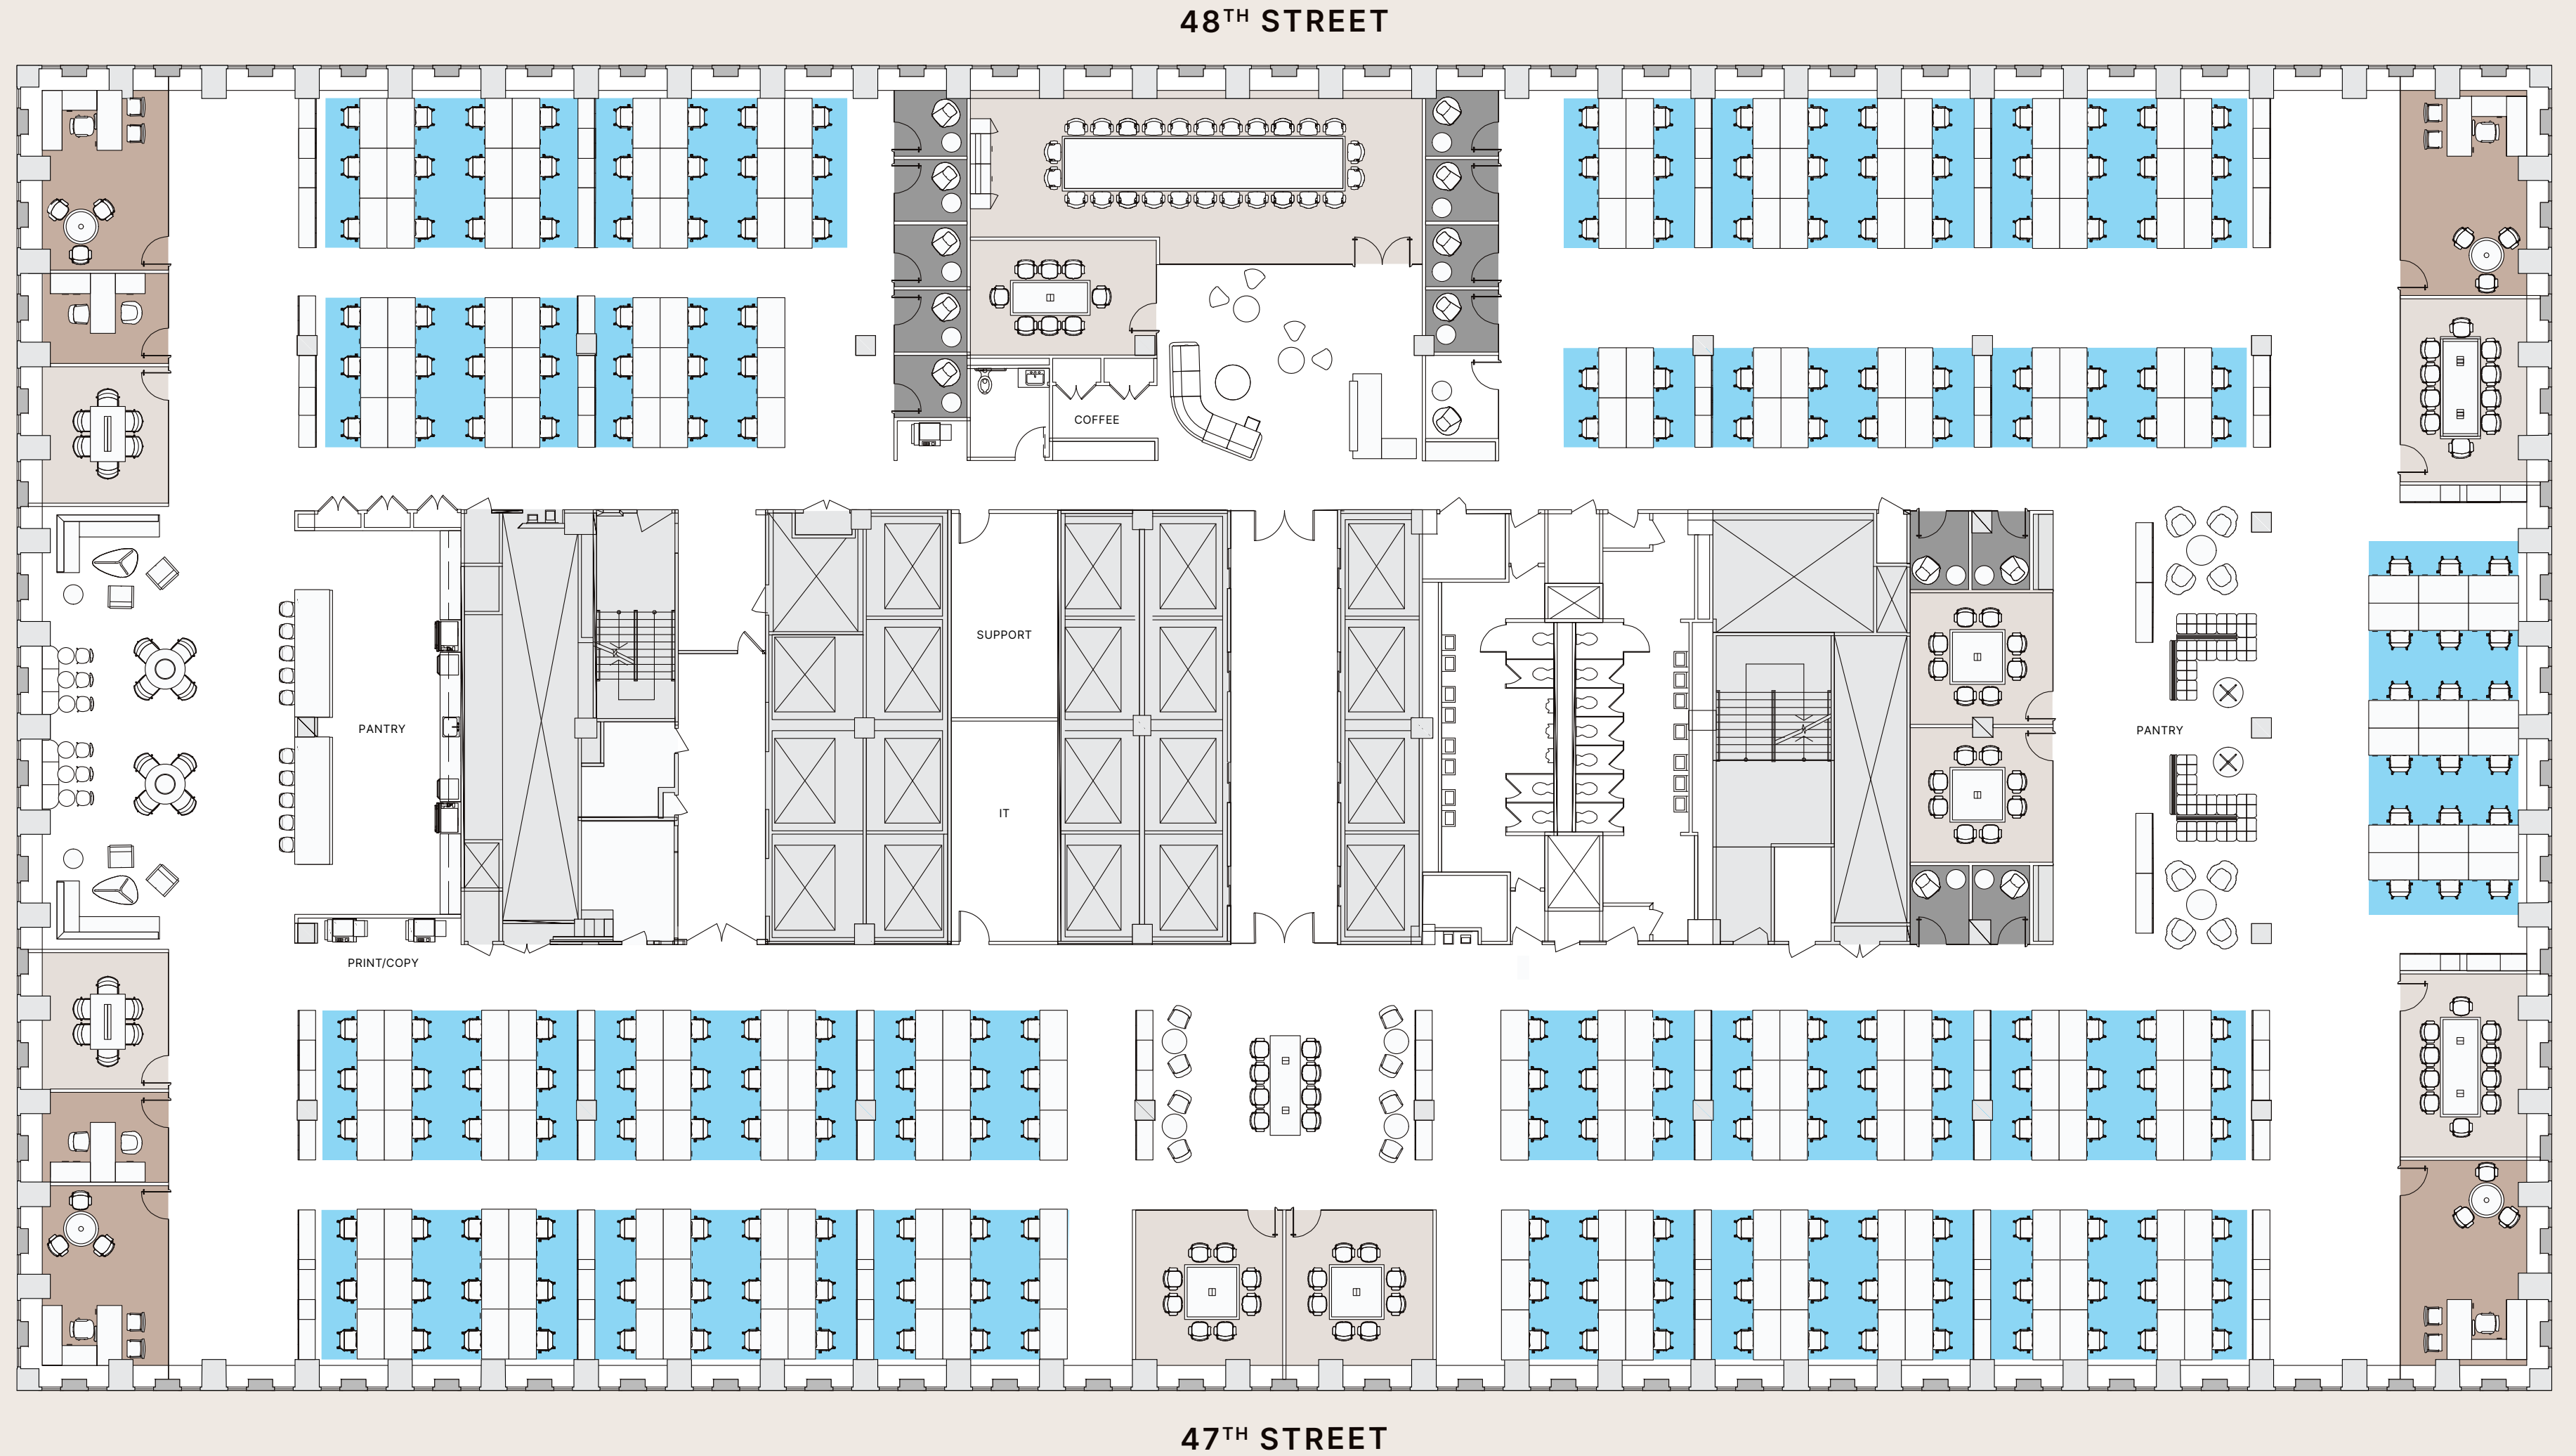 48TH STREET
COFFEE
SUPPORT
PANTRY
PANTRY
IT
PRINT/COPY
47TH STREET